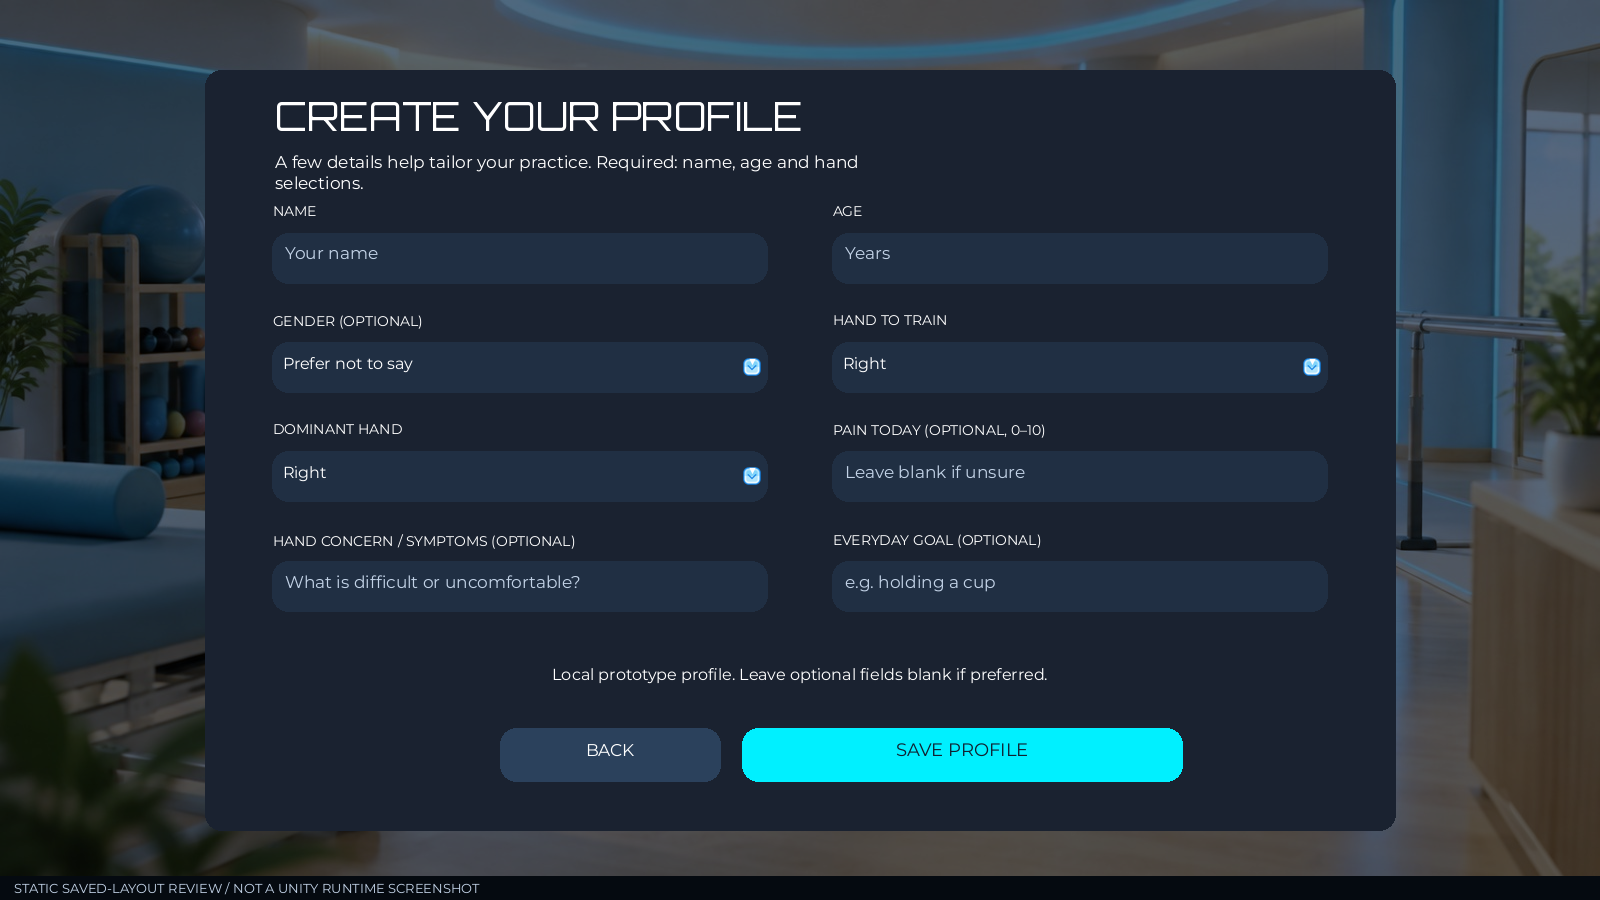 CREATE YOUR PROFILE
A few details help tailor your practice. Required: name, age and hand
selections.
NAME
AGE
Your name
Years
GENDER (OPTIONAL)
HAND TO TRAIN
Prefer not to say
Right
DOMINANT HAND
PAIN TODAY (OPTIONAL, 0–10)
Right
Leave blank if unsure
HAND CONCERN / SYMPTOMS (OPTIONAL)
EVERYDAY GOAL (OPTIONAL)
What is difficult or uncomfortable?
e.g. holding a cup
Local prototype profile. Leave optional fields blank if preferred.
BACK
SAVE PROFILE
STATIC SAVED-LAYOUT REVIEW / NOT A UNITY RUNTIME SCREENSHOT